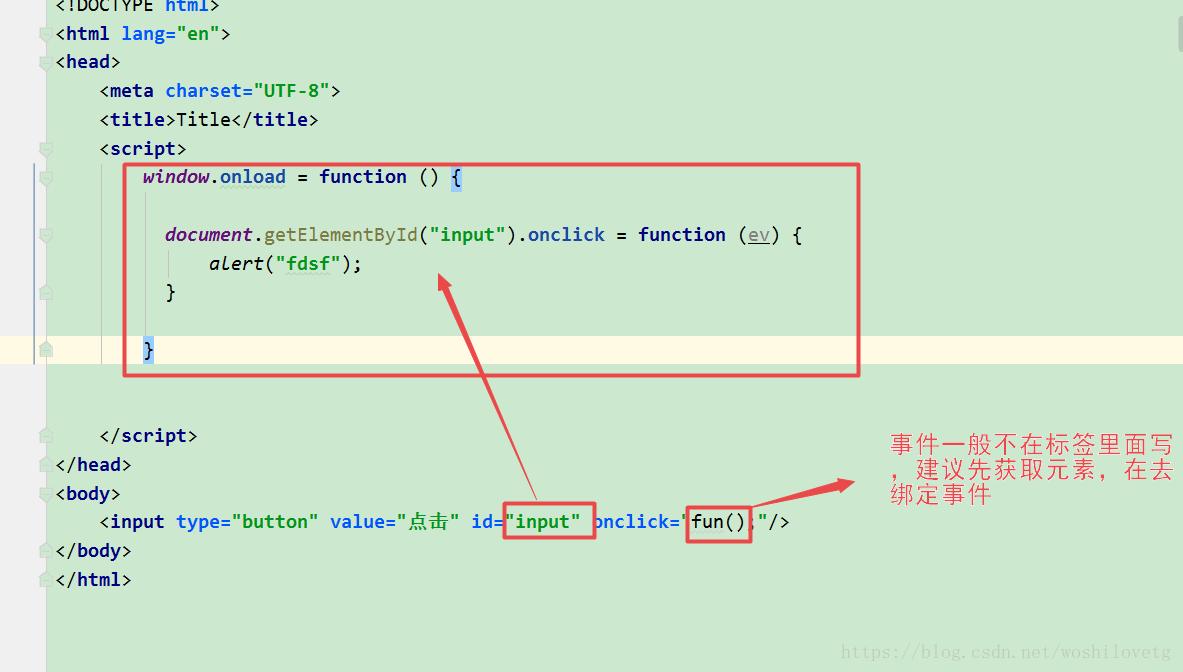 <!DOCTYPE html>
<html lang="en">
<head>
<meta charset="UTF-8">
<title>Title</title>
<script>
window.onload = function () {
document.getElementById("input").onclick = function (ev) {
alert("fdsf");
}
}
</script>
</head>
<body>
<input type="button" value="点击" id="input" onclick="fun();"/>
</body>
</html>
事件一般不在标签里面写
，建议先获取元素，在去
绑定事件
https://blog.csdn.net/woshilovetg